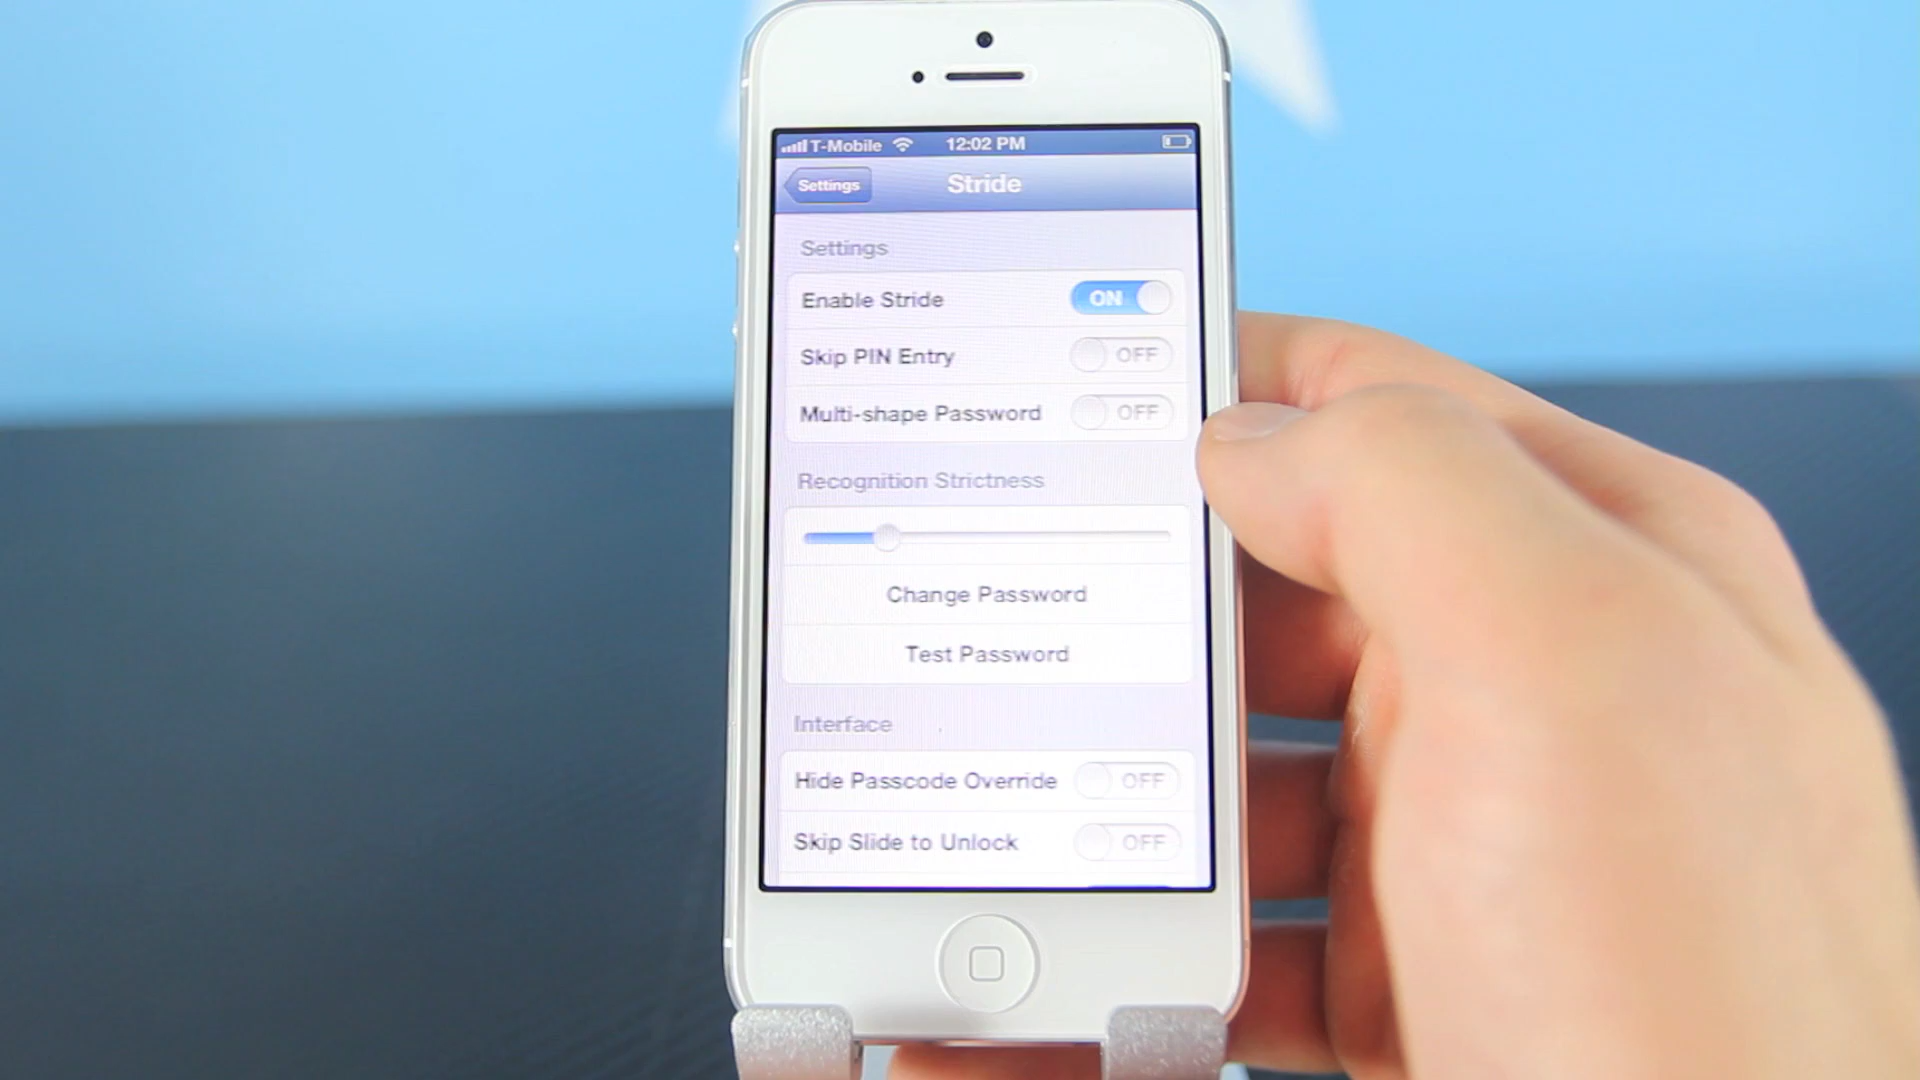 T-Mobile 12:02 PM
Settings Stride
Settings
Enable Stride ON
Skip PIN Entry OFF
Multi-shape Password OFF
Recognition Strictness
Change Password
Test Password
Interface
Hide Passcode Override OFF
Skip Slide to Unlock OFF